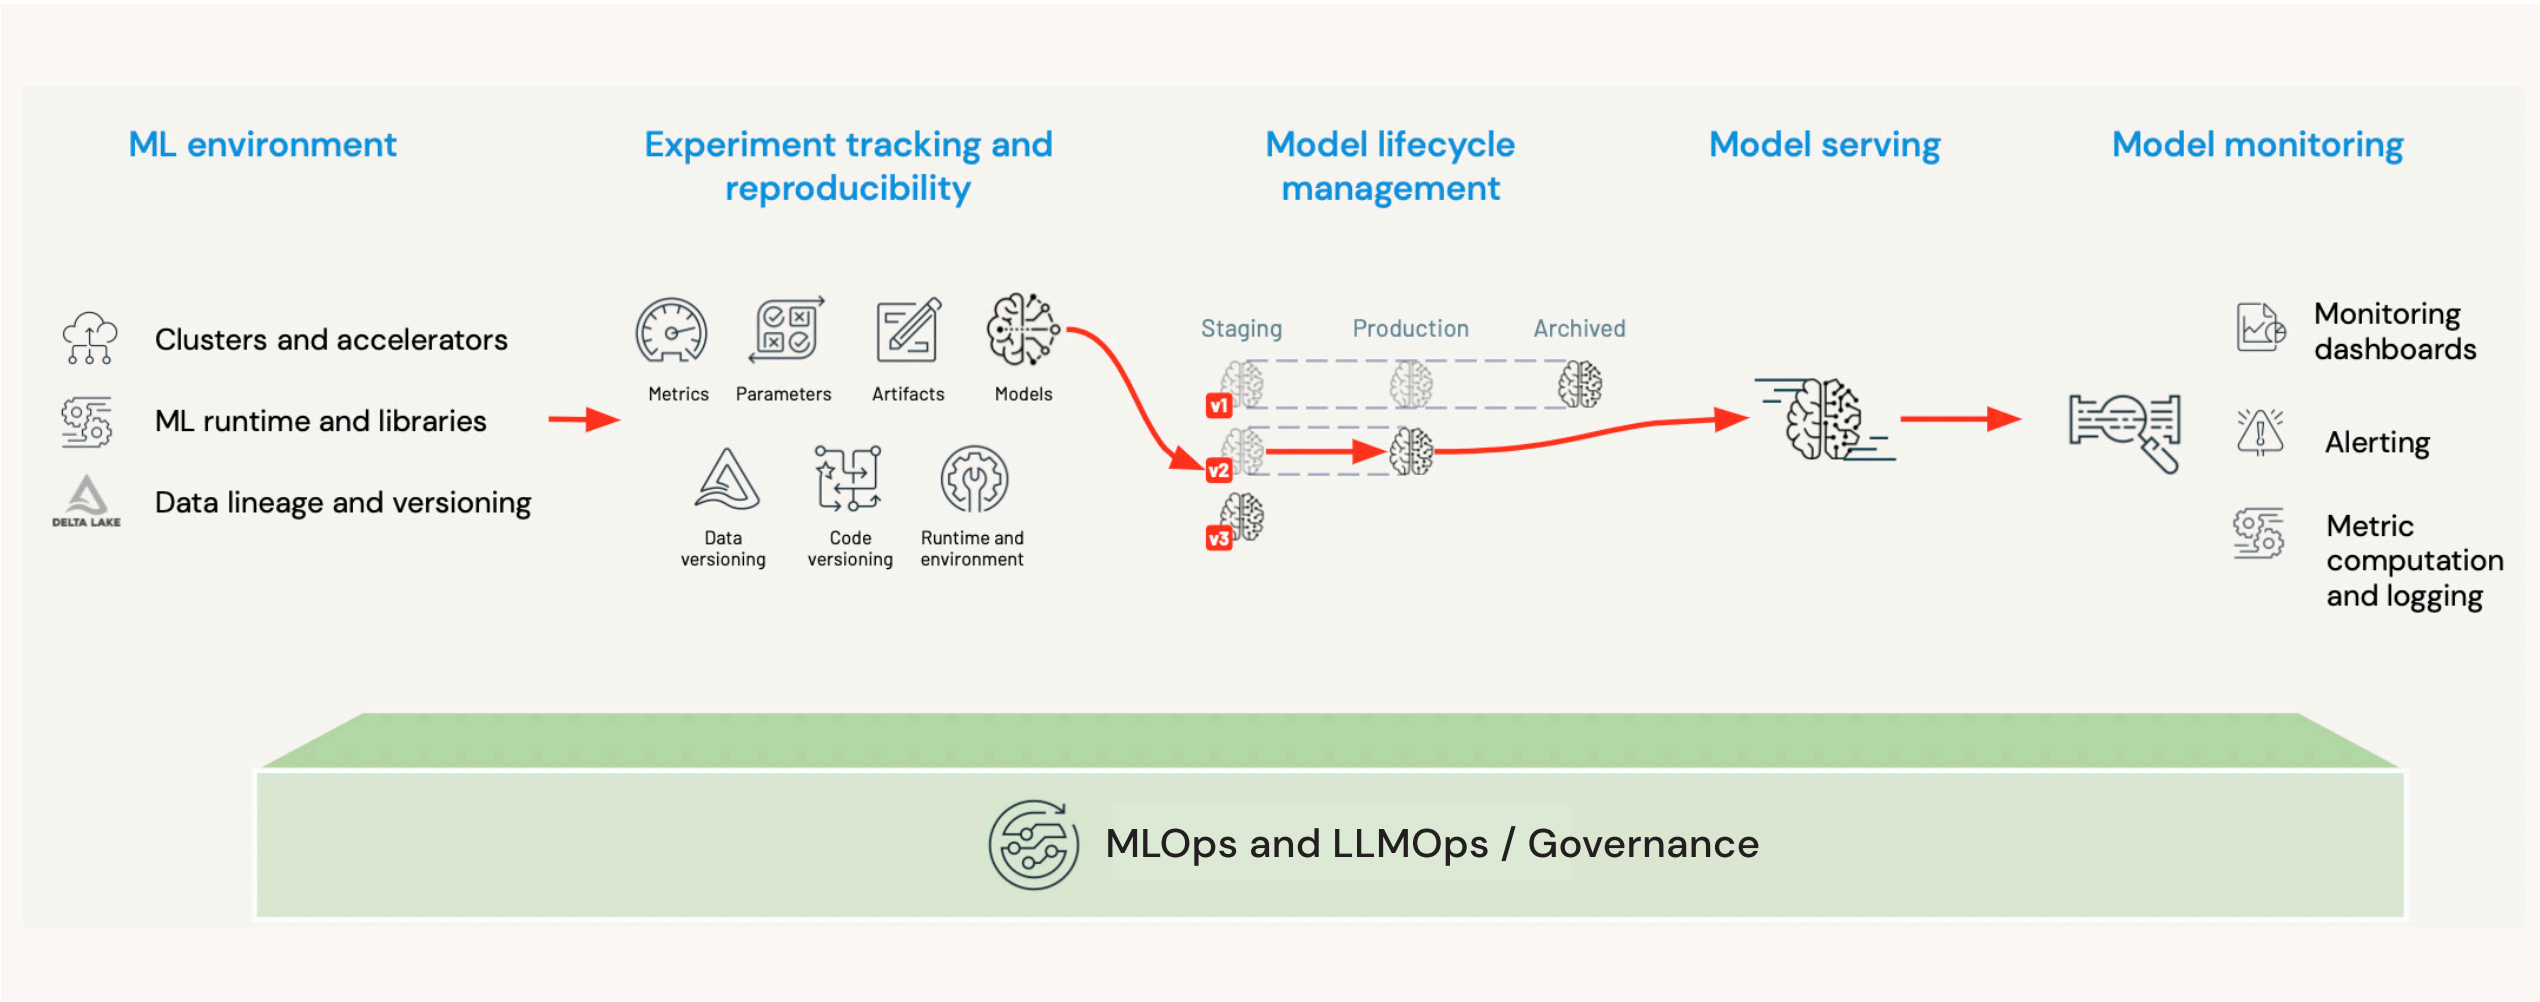 ML environment
Experiment tracking and
reproducibility
Model lifecycle
management
Model serving
Model monitoring
Clusters and accelerators
ML runtime and libraries
DELTA LAKE
Data lineage and versioning
Metrics
Parameters
Artifacts
Models
Data
versioning
Code
versioning
Runtime and
environment
Staging
Production
Archived
v1
v2
v3
Monitoring
dashboards
Alerting
Metric
computation
and logging
MLOps and LLMOps / Governance